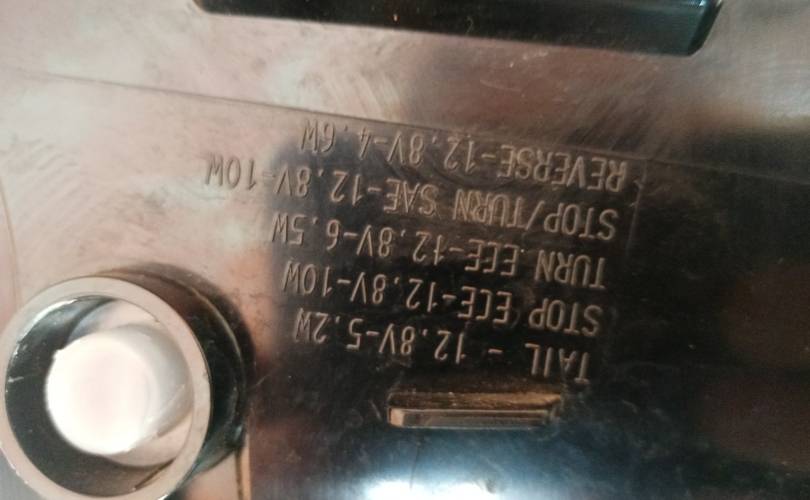 TAIL - 12.8V-5.2W
STOP ECE-12.8V-10W
TURN ECE-12.8V-6.5W
STOP/TURN SAE-12.8V-10W
REVERSE-12.8V-4.6W